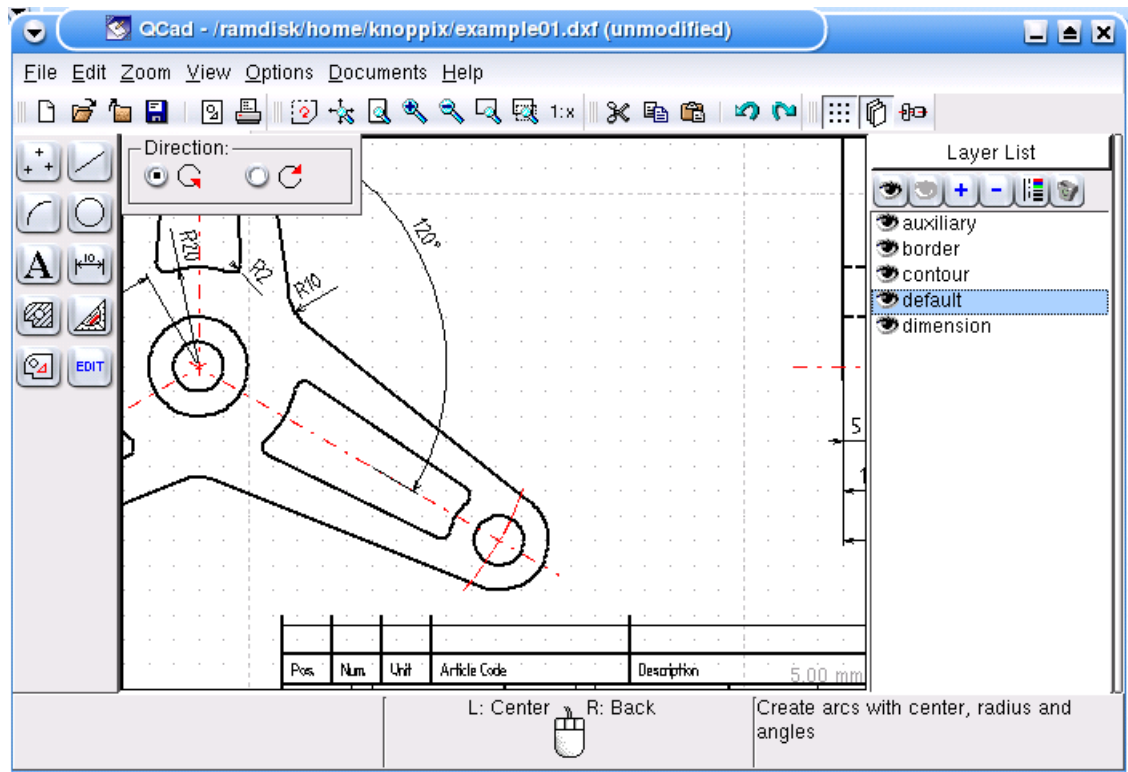 QCad - /ramdisk/home/knoppix/example01.dxf (unmodified)
File Edit Zoom View Options Documents Help
1:x
Direction:
Layer List
auxiliary
border
contour
default
dimension
A
10
EDIT
120°
R20
R2
R10
5
1
Pos. Num. Unit Article Code Description
5.00 mm
L: Center R: Back
Create arcs with center, radius and
angles